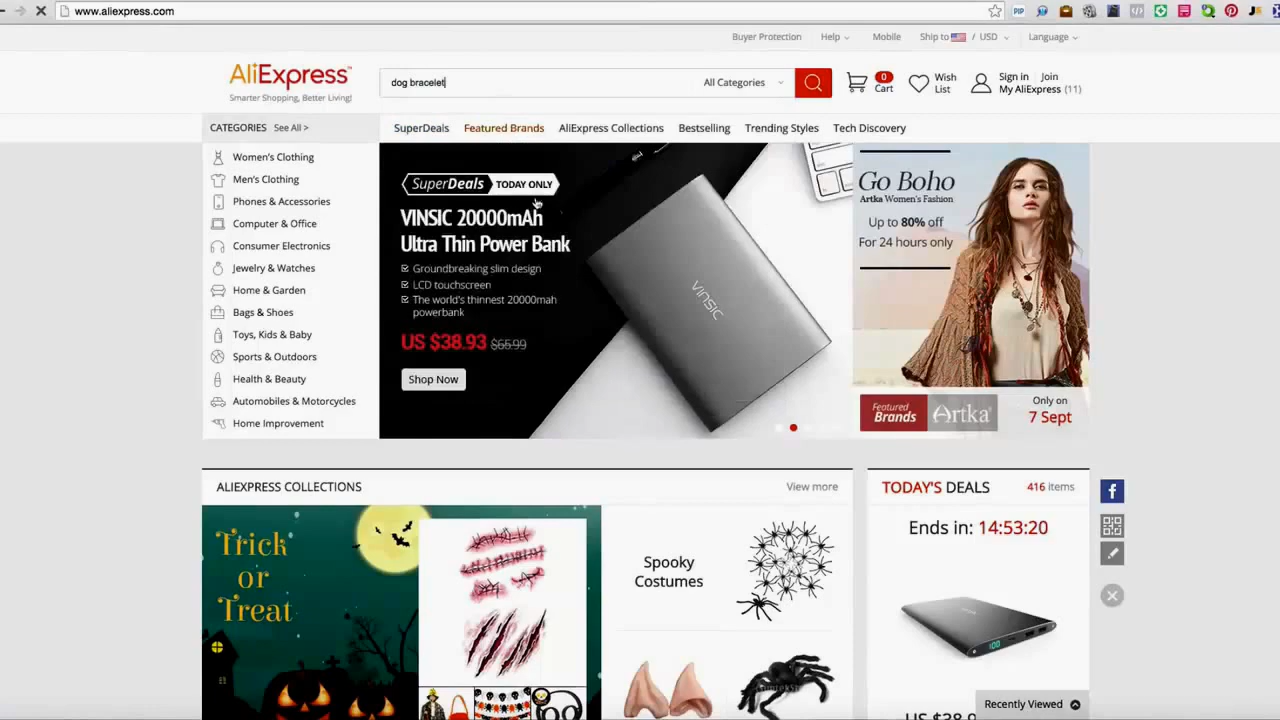 www.aliexpress.com
PIP
Buyer Protection
Help
Mobile
Ship to / USD
Language
AliExpress
Smarter Shopping, Better Living!
dog bracelet
All Categories
0
Cart
Wish
List
Sign in Join
My AliExpress (11)
CATEGORIES See All >
SuperDeals
Featured Brands
AliExpress Collections
Bestselling
Trending Styles
Tech Discovery
Women's Clothing
Men's Clothing
Phones & Accessories
Computer & Office
Consumer Electronics
Jewelry & Watches
Home & Garden
Bags & Shoes
Toys, Kids & Baby
Sports & Outdoors
Health & Beauty
Automobiles & Motorcycles
Home Improvement
SuperDeals TODAY ONLY
VINSIC 20000mAh
Ultra Thin Power Bank
Groundbreaking slim design
LCD touchscreen
The world's thinnest 20000mah
powerbank
US $38.93 $65.99
Shop Now
VINSIC
Go Boho
Artka Women's Fashion
Up to 80% off
For 24 hours only
Featured
Brands
Artka
Only on
7 Sept
ALIEXPRESS COLLECTIONS
View more
Trick
or
Treat
Spooky
Costumes
TODAY'S DEALS
416 items
Ends in: 14:53:20
100
Recently Viewed